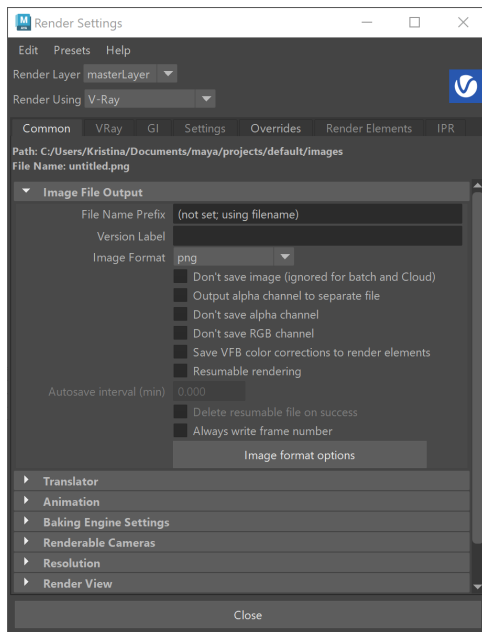 Render Settings
Edit Presets Help
Render Layer masterLayer
Render Using V-Ray
Common VRay GI Settings Overrides Render Elements IPR
Path: C:/Users/Kristina/Documents/maya/projects/default/images
File Name: untitled.png
Image File Output
File Name Prefix (not set; using filename)
Version Label
Image Format png
Don't save image (ignored for batch and Cloud)
Output alpha channel to separate file
Don't save alpha channel
Don't save RGB channel
Save VFB color corrections to render elements
Resumable rendering
Autosave interval (min) 0.000
Delete resumable file on success
Always write frame number
Image format options
Translator
Animation
Baking Engine Settings
Renderable Cameras
Resolution
Render View
Close